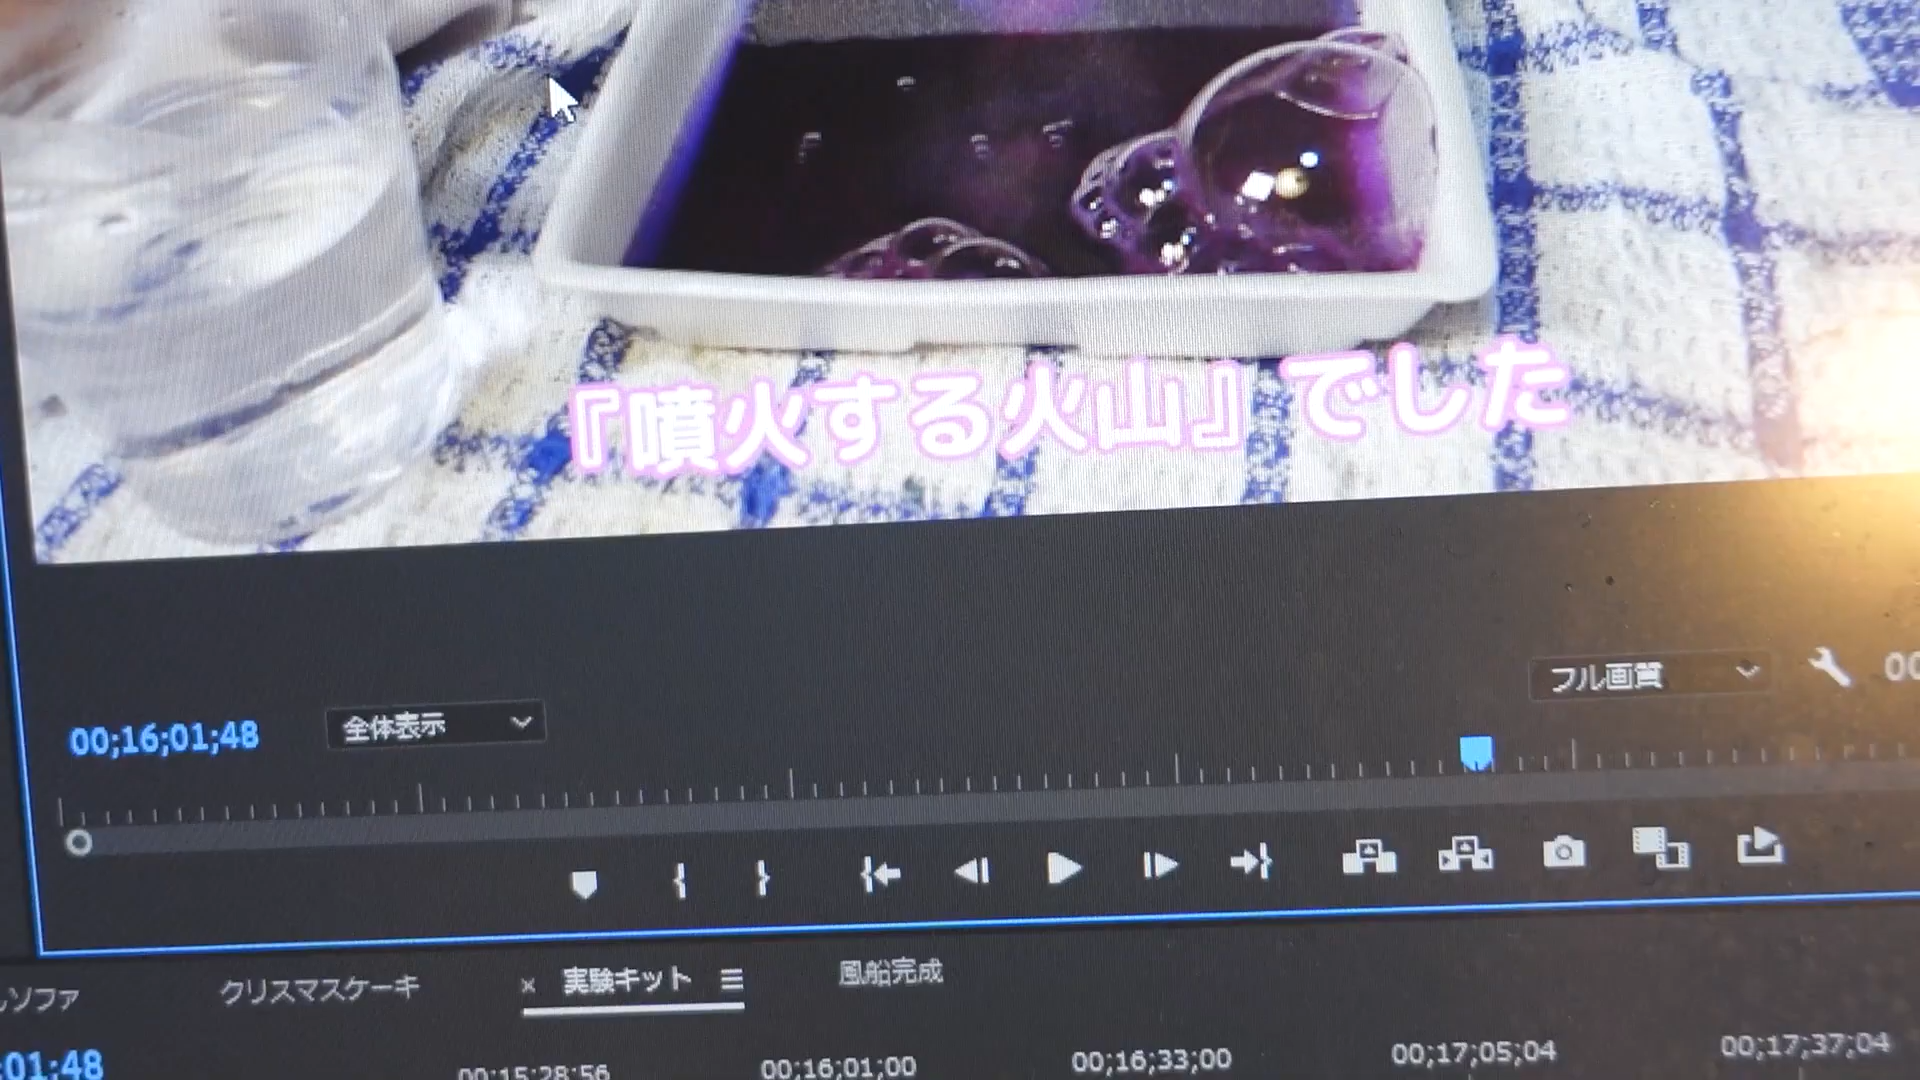 『噴火する火山』でした
フル画質
00
00;16;01;48
全体表示
ソファ
クリスマスケーキ
× 実験キット
風船完成
01;48
00;15;28;56
00;16;01;00
00;16;33;00
00;17;05;04
00;17;37;04